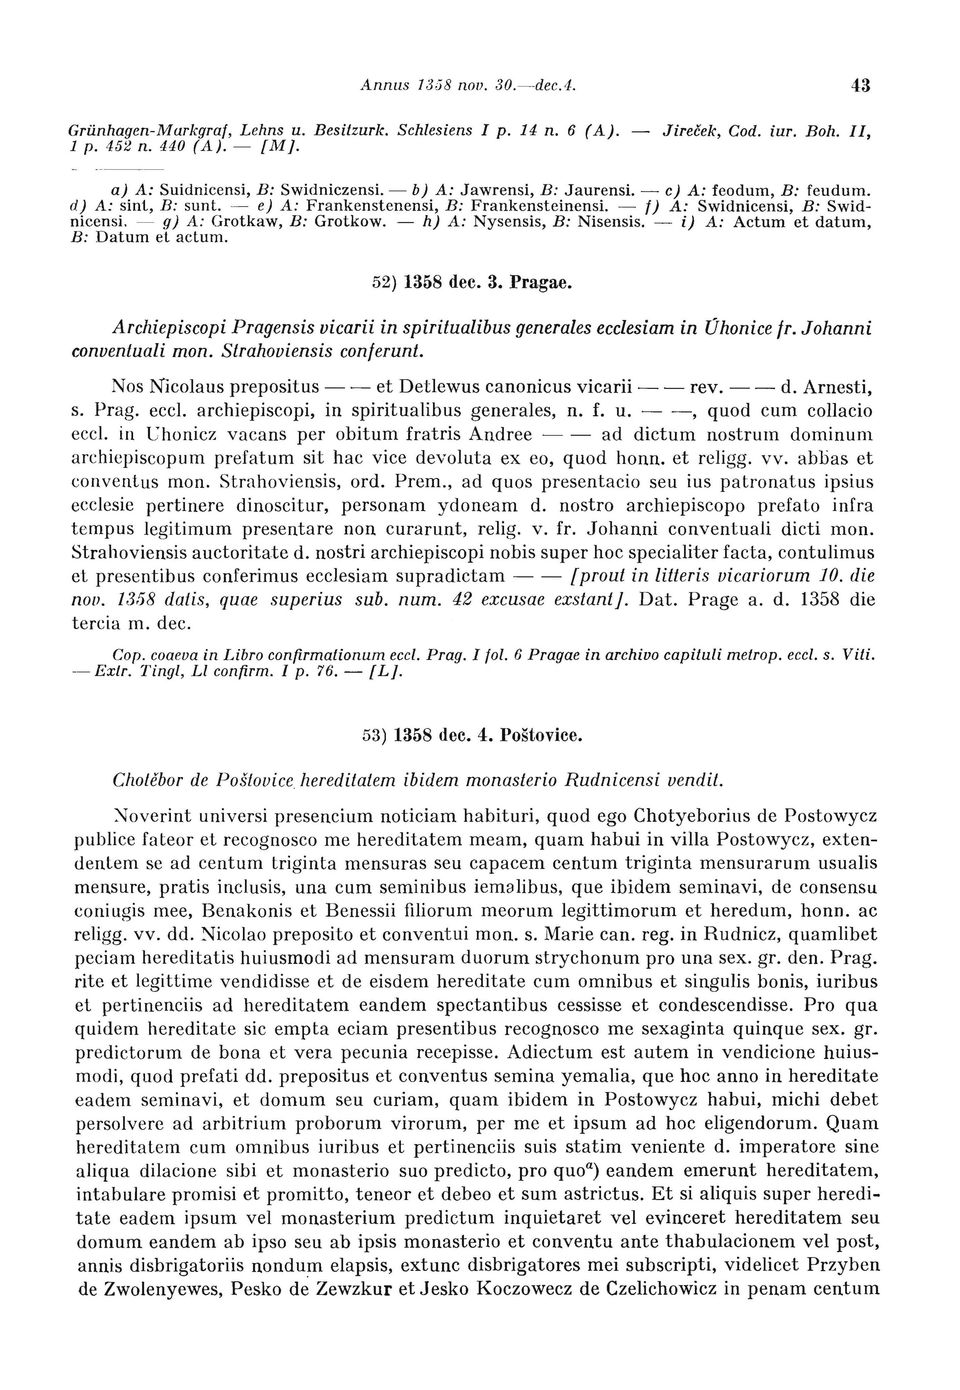 Annus 1358 nov. 30.—dec.4. 43
Grünhagen-Markgraf, Lehns u. Besitzurk. Schlesiens I p. 14 n. 6 (A). — Jireček, Cod. iur. Boh. II,
1 p. 452 n. 440 (A). — [M].
a) A: Suidnicensi, B: Swidniczensi. — b) A: Jawrensi, B: Jaurensi. — c) A: feodum, B: feudum.
d) A: sint, B: sunt. — e) A: Frankenstenensi, B: Frankensteinensi. — f) A: Swidnicensi, B: Swid-
nicensi. — g) A: Grotkaw, B: Grotkow. — h) A: Nysensis, B: Nisensis. — i) A: Actum et datum,
B: Datum et actum.
52) 1358 dec. 3. Pragae.
Archiepiscopi Pragensis vicarii in spiritualibus generales ecclesiam in Úhonice fr. Johanni
conventuali mon. Strahoviensis conferunt.
Nos Nicolaus prepositus — — et Detlewus canonicus vicarii — — rev. — — d. Arnesti,
s. Prag. eccl. archiepiscopi, in spiritualibus generales, n. f. u. — —, quod cum collacio
eccl. in Uhonicz vacans per obitum fratris Andree — — ad dictum nostrum dominum
archiepiscopum prefatum sit hac vice devoluta ex eo, quod honn. et religg. vv. abbas et
conventus mon. Strahoviensis, ord. Prem., ad quos presentacio seu ius patronatus ipsius
ecclesie pertinere dinoscitur, personam ydoneam d. nostro archiepiscopo prefato infra
tempus legitimum presentare non curarunt, relig. v. fr. Johanni conventuali dicti mon.
Strahoviensis auctoritate d. nostri archiepiscopi nobis super hoc specialiter facta, contulimus
et presentibus conferimus ecclesiam supradictam — — [prout in litteris vicariorum 10. die
nov. 1358 datis, quae superius sub. num. 42 excusae exstant]. Dat. Prage a. d. 1358 die
tercia m. dec.
Cop. coaeva in Libro confirmationum eccl. Prag. I fol. 6 Pragae in archivo capituli metrop. eccl. s. Viti.
— Extr. Tingl, Ll confirm. I p. 76. — [L].
53) 1358 dec. 4. Poštovice.
Chotěbor de Poštovice hereditatem ibidem monasterio Rudnicensi vendit.
Noverint universi presencium noticiam habituri, quod ego Chotyeborius de Postowycz
publice fateor et recognosco me hereditatem meam, quam habui in villa Postowycz, exten-
dentem se ad centum triginta mensuras seu capacem centum triginta mensurarum usualis
mensure, pratis inclusis, una cum seminibus iemalibus, que ibidem seminavi, de consensu
coniugis mee, Benakonis et Benessii filiorum meorum legittimorum et heredum, honn. ac
religg. vv. dd. Nicolao preposito et conventui mon. s. Marie can. reg. in Rudnicz, quamlibet
peciam hereditatis huiusmodi ad mensuram duorum strychonum pro una sex. gr. den. Prag.
rite et legittime vendidisse et de eisdem hereditate cum omnibus et singulis bonis, iuribus
et pertinenciis ad hereditatem eandem spectantibus cessisse et condescendisse. Pro qua
quidem hereditate sic empta eciam presentibus recognosco me sexaginta quinque sex. gr.
predictorum de bona et vera pecunia recepisse. Adiectum est autem in vendicione huius-
modi, quod prefati dd. prepositus et conventus semina yemalia, que hoc anno in hereditate
eadem seminavi, et domum seu curiam, quam ibidem in Postowycz habui, michi debet
persolvere ad arbitrium proborum virorum, per me et ipsum ad hoc eligendorum. Quam
hereditatem cum omnibus iuribus et pertinenciis suis statim veniente d. imperatore sine
aliqua dilacione sibi et monasterio suo predicto, pro quo<sup>a</sup>) eandem emerunt hereditatem,
intabulare promisi et promitto, teneor et debeo et sum astrictus. Et si aliquis super heredi-
tate eadem ipsum vel monasterium predictum inquietaret vel evinceret hereditatem seu
domum eandem ab ipso seu ab ipsis monasterio et conventu ante thabulacionem vel post,
annis disbrigatoriis nondum elapsis, extunc disbrigatores mei subscripti, videlicet Przyben
de Zwolenyewes, Pesko de Zewzkur et Jesko Koczowecz de Czelichowicz in penam centum